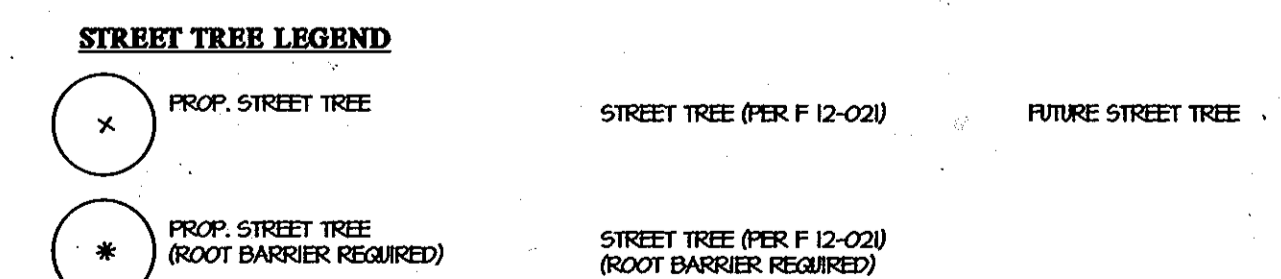 STREET TREE LEGEND
PROP. STREET TREE
STREET TREE (PER F 12-021)
FUTURE STREET TREE
PROP. STREET TREE
(ROOT BARRIER REQUIRED)
STREET TREE (PER F 12-021)
(ROOT BARRIER REQUIRED)